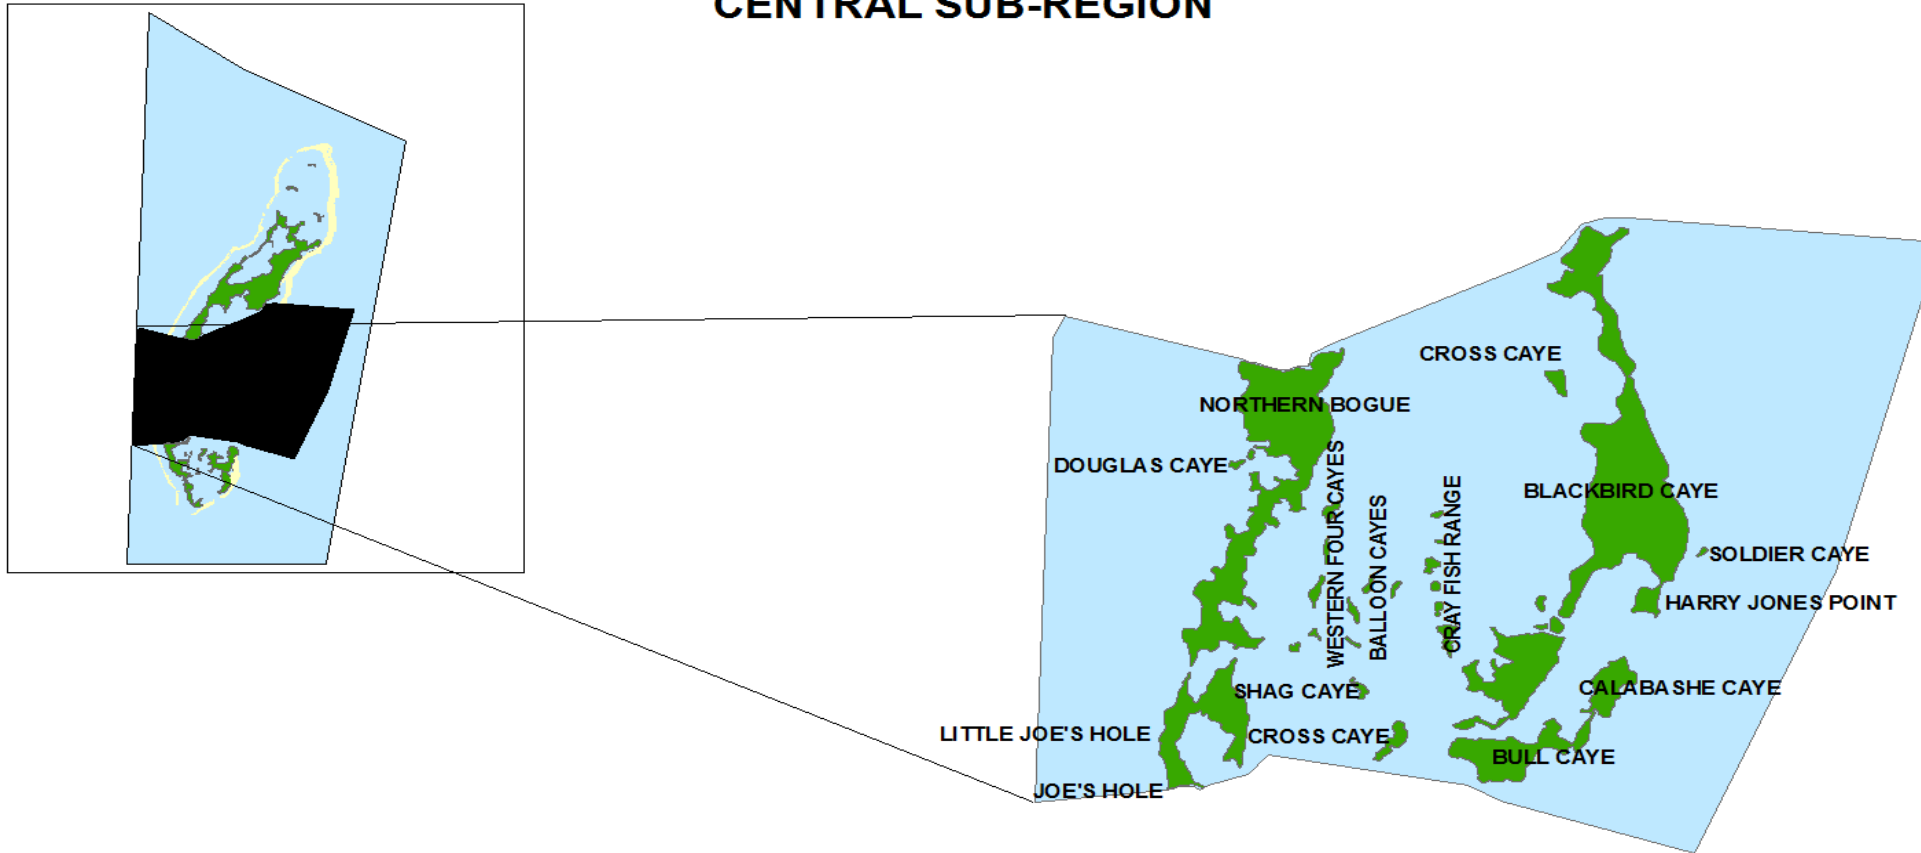 CENTRAL SUB-REGION
CROSS CAYE
NORTHERN BOGUE
DOUGLAS CAYE
WESTERN FOUR CAYES
BALLOON CAYES
CRAY FISH RANGE
BLACKBIRD CAYE
SOLDIER CAYE
HARRY JONES POINT
SHAG CAYE
CALABASHE CAYE
LITTLE JOE'S HOLE
CROSS CAYE
BULL CAYE
JOE'S HOLE